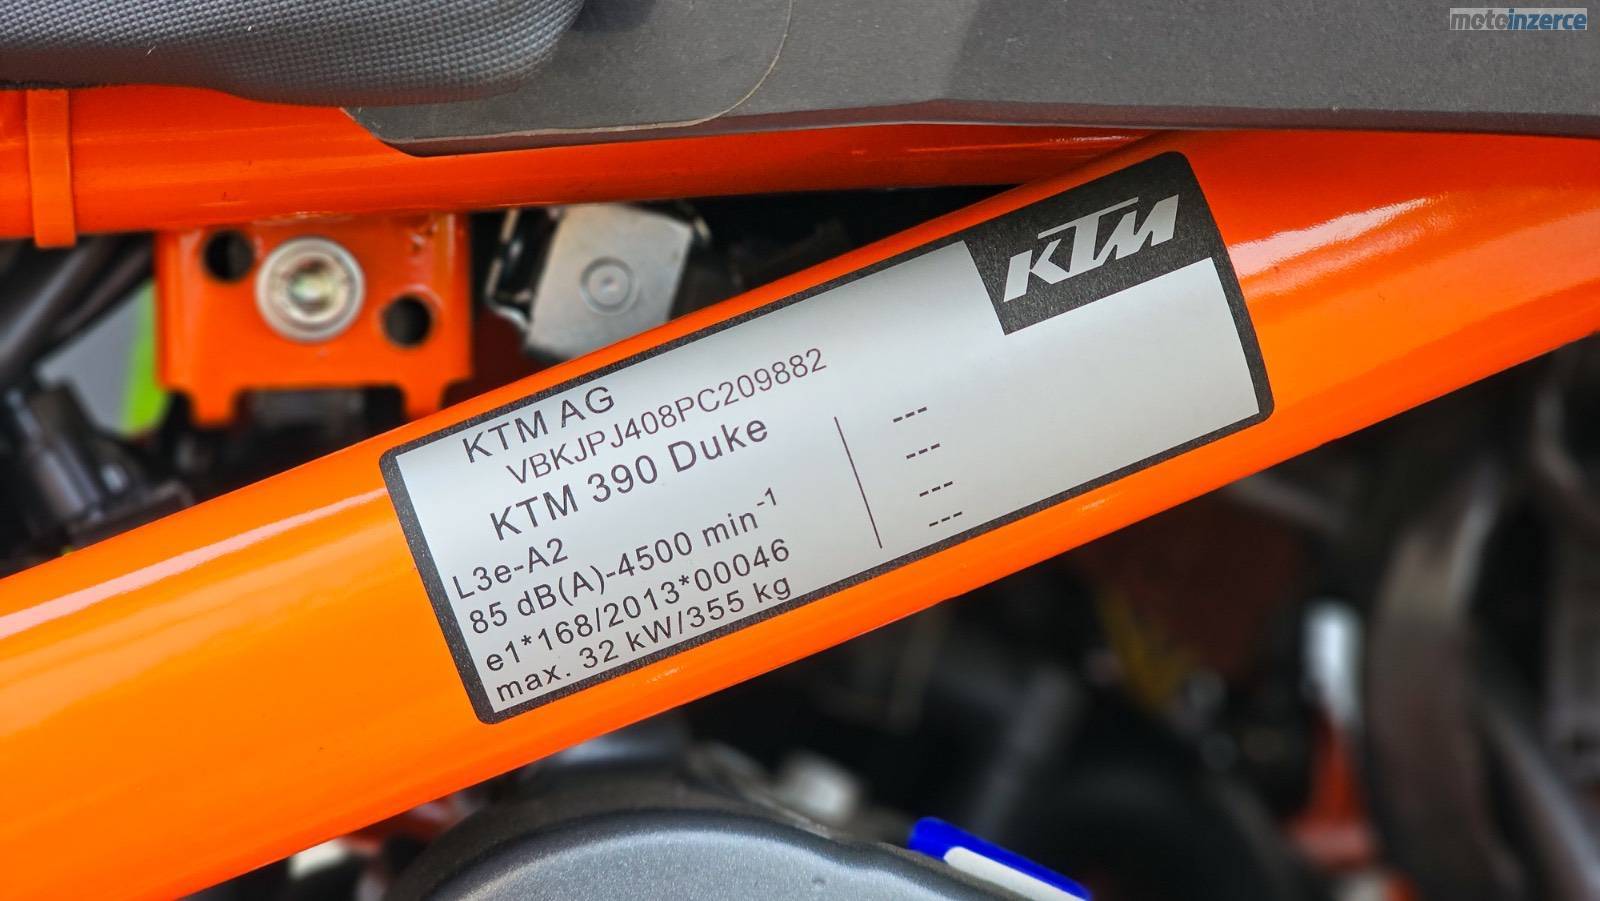 motoinzerce
KTM
KTM AG
VBKJPJ408PC209882
KTM 390 Duke
L3e-A2
85 dB(A)-4500 min⁻¹
e1*168/2013*00046
max. 32 kW/355 kg
---
---
---
---